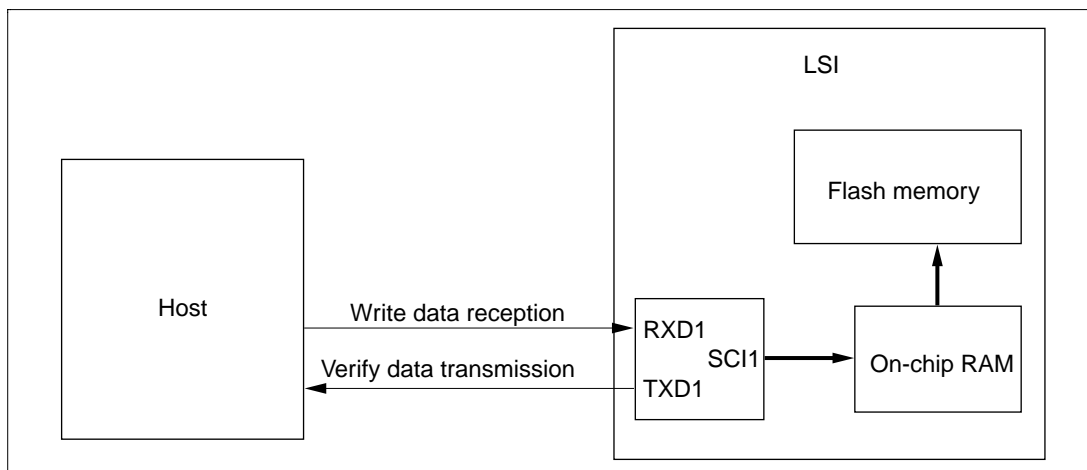 LSI
Flash memory
Host
Write data reception
RXD1
SCI1
On-chip RAM
Verify data transmission
TXD1